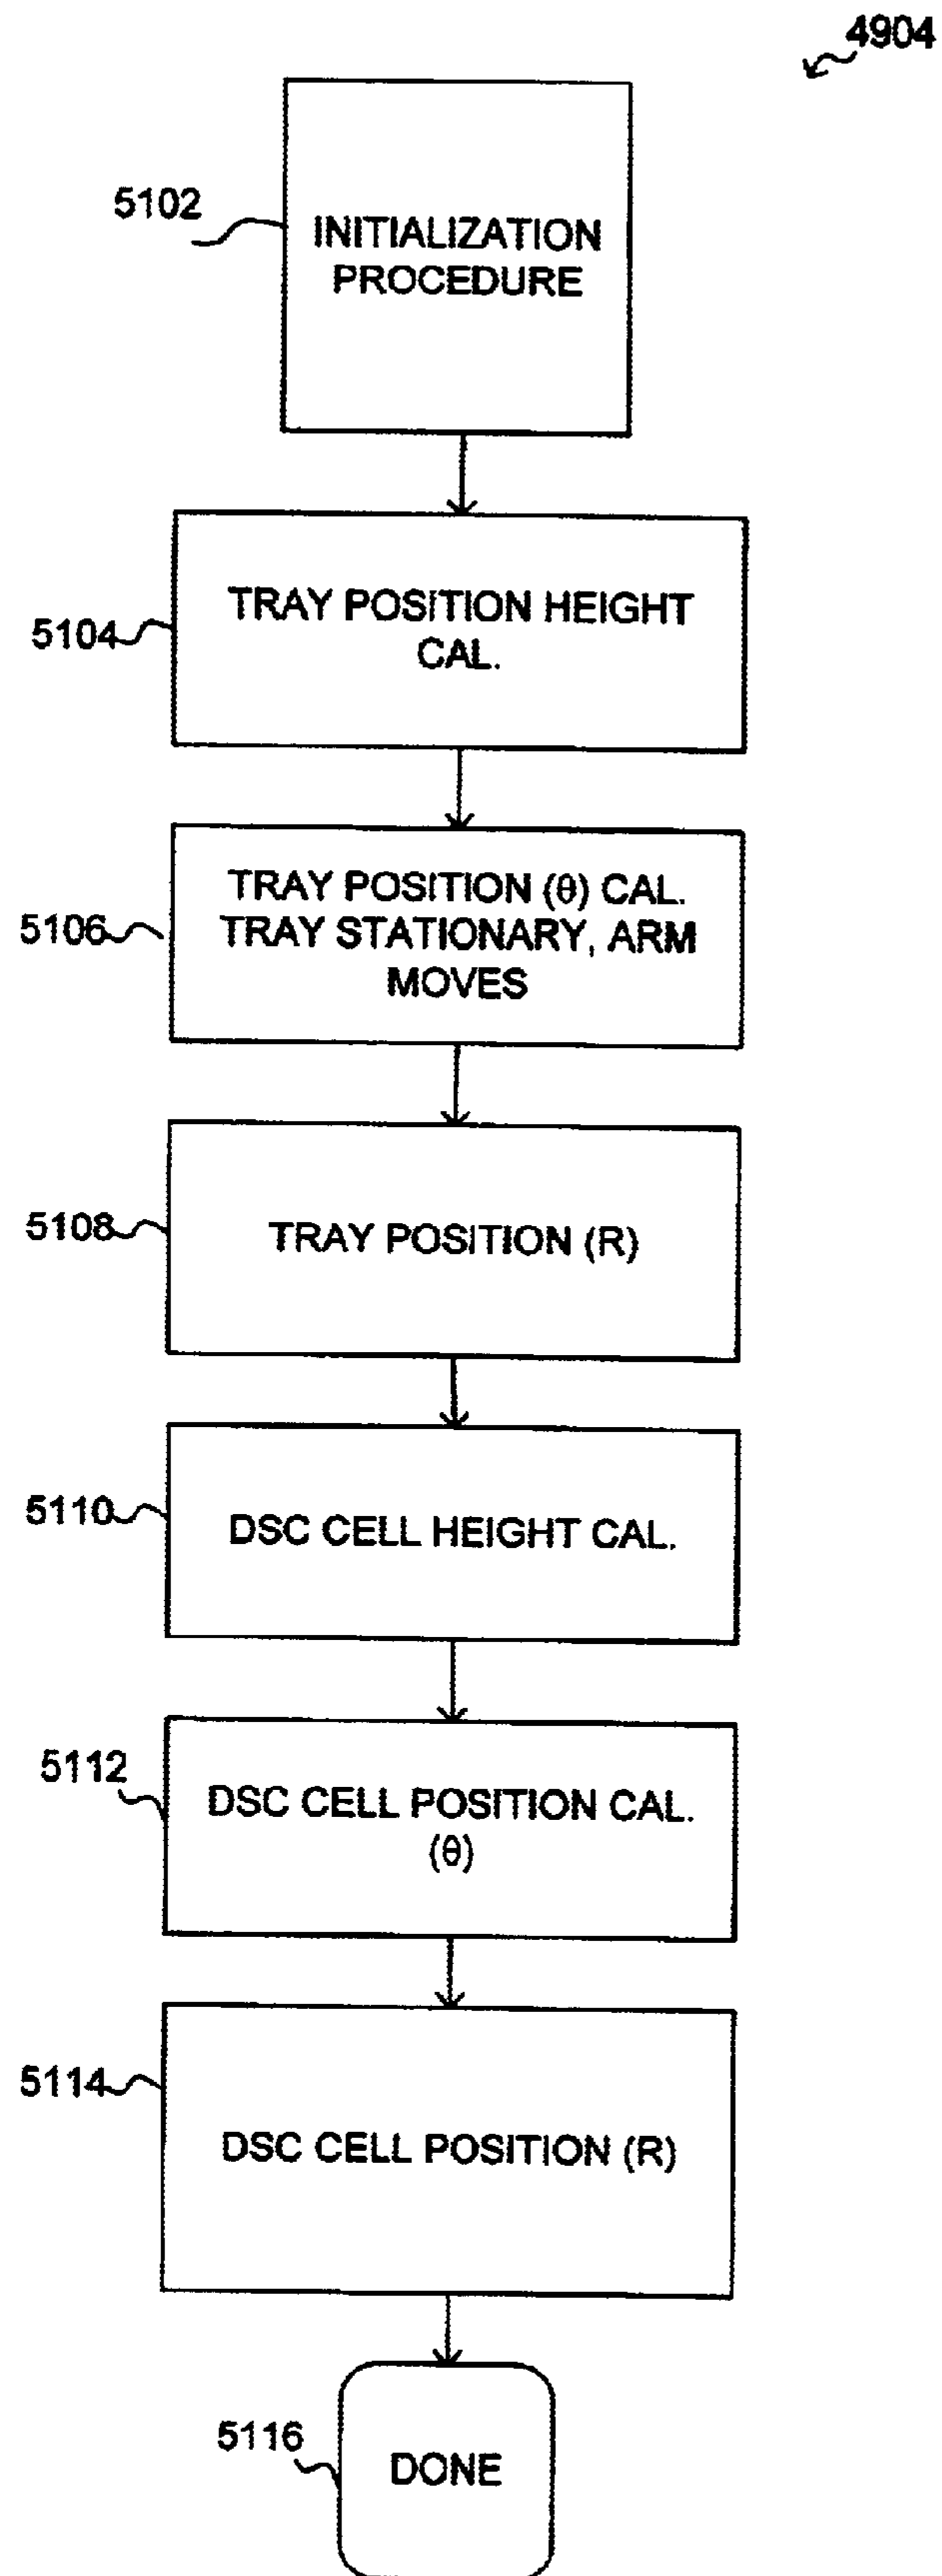 4904
5102
INITIALIZATION
PROCEDURE
5104
TRAY POSITION HEIGHT
CAL.
5106
TRAY POSITION (θ) CAL.
TRAY STATIONARY, ARM
MOVES
5108
TRAY POSITION (R)
5110
DSC CELL HEIGHT CAL.
5112
DSC CELL POSITION CAL.
(θ)
5114
DSC CELL POSITION (R)
5116
DONE